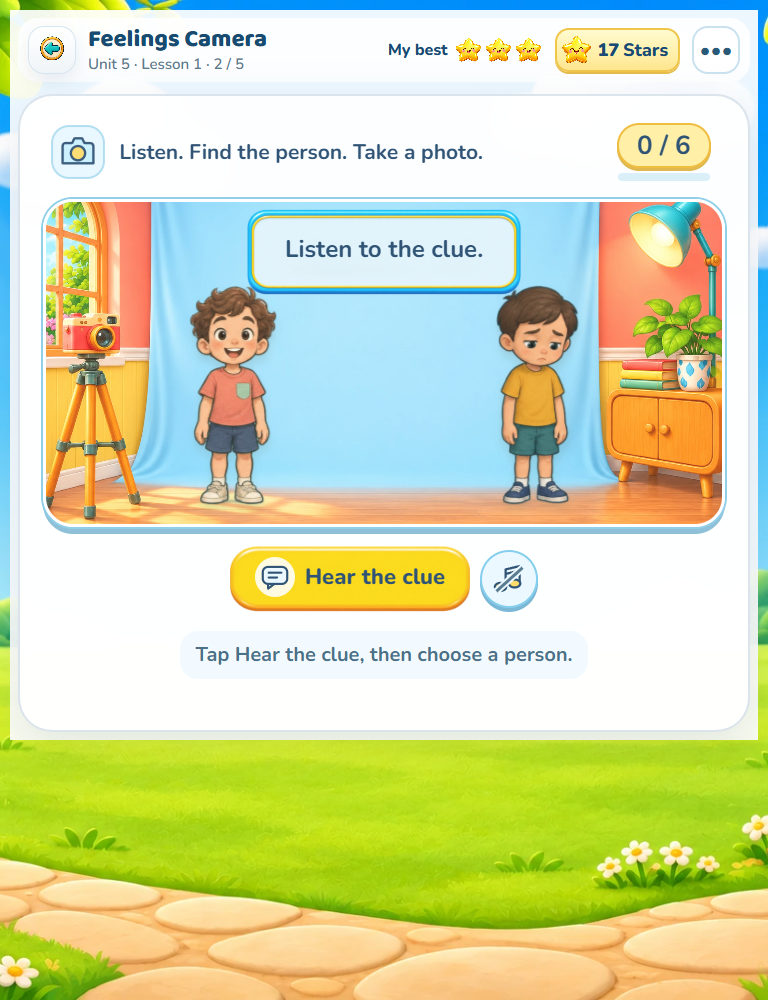 Feelings Camera
Unit 5 · Lesson 1 · 2 / 5
My best
17 Stars
Listen. Find the person. Take a photo.
0 / 6
Listen to the clue.
Hear the clue
Tap Hear the clue, then choose a person.